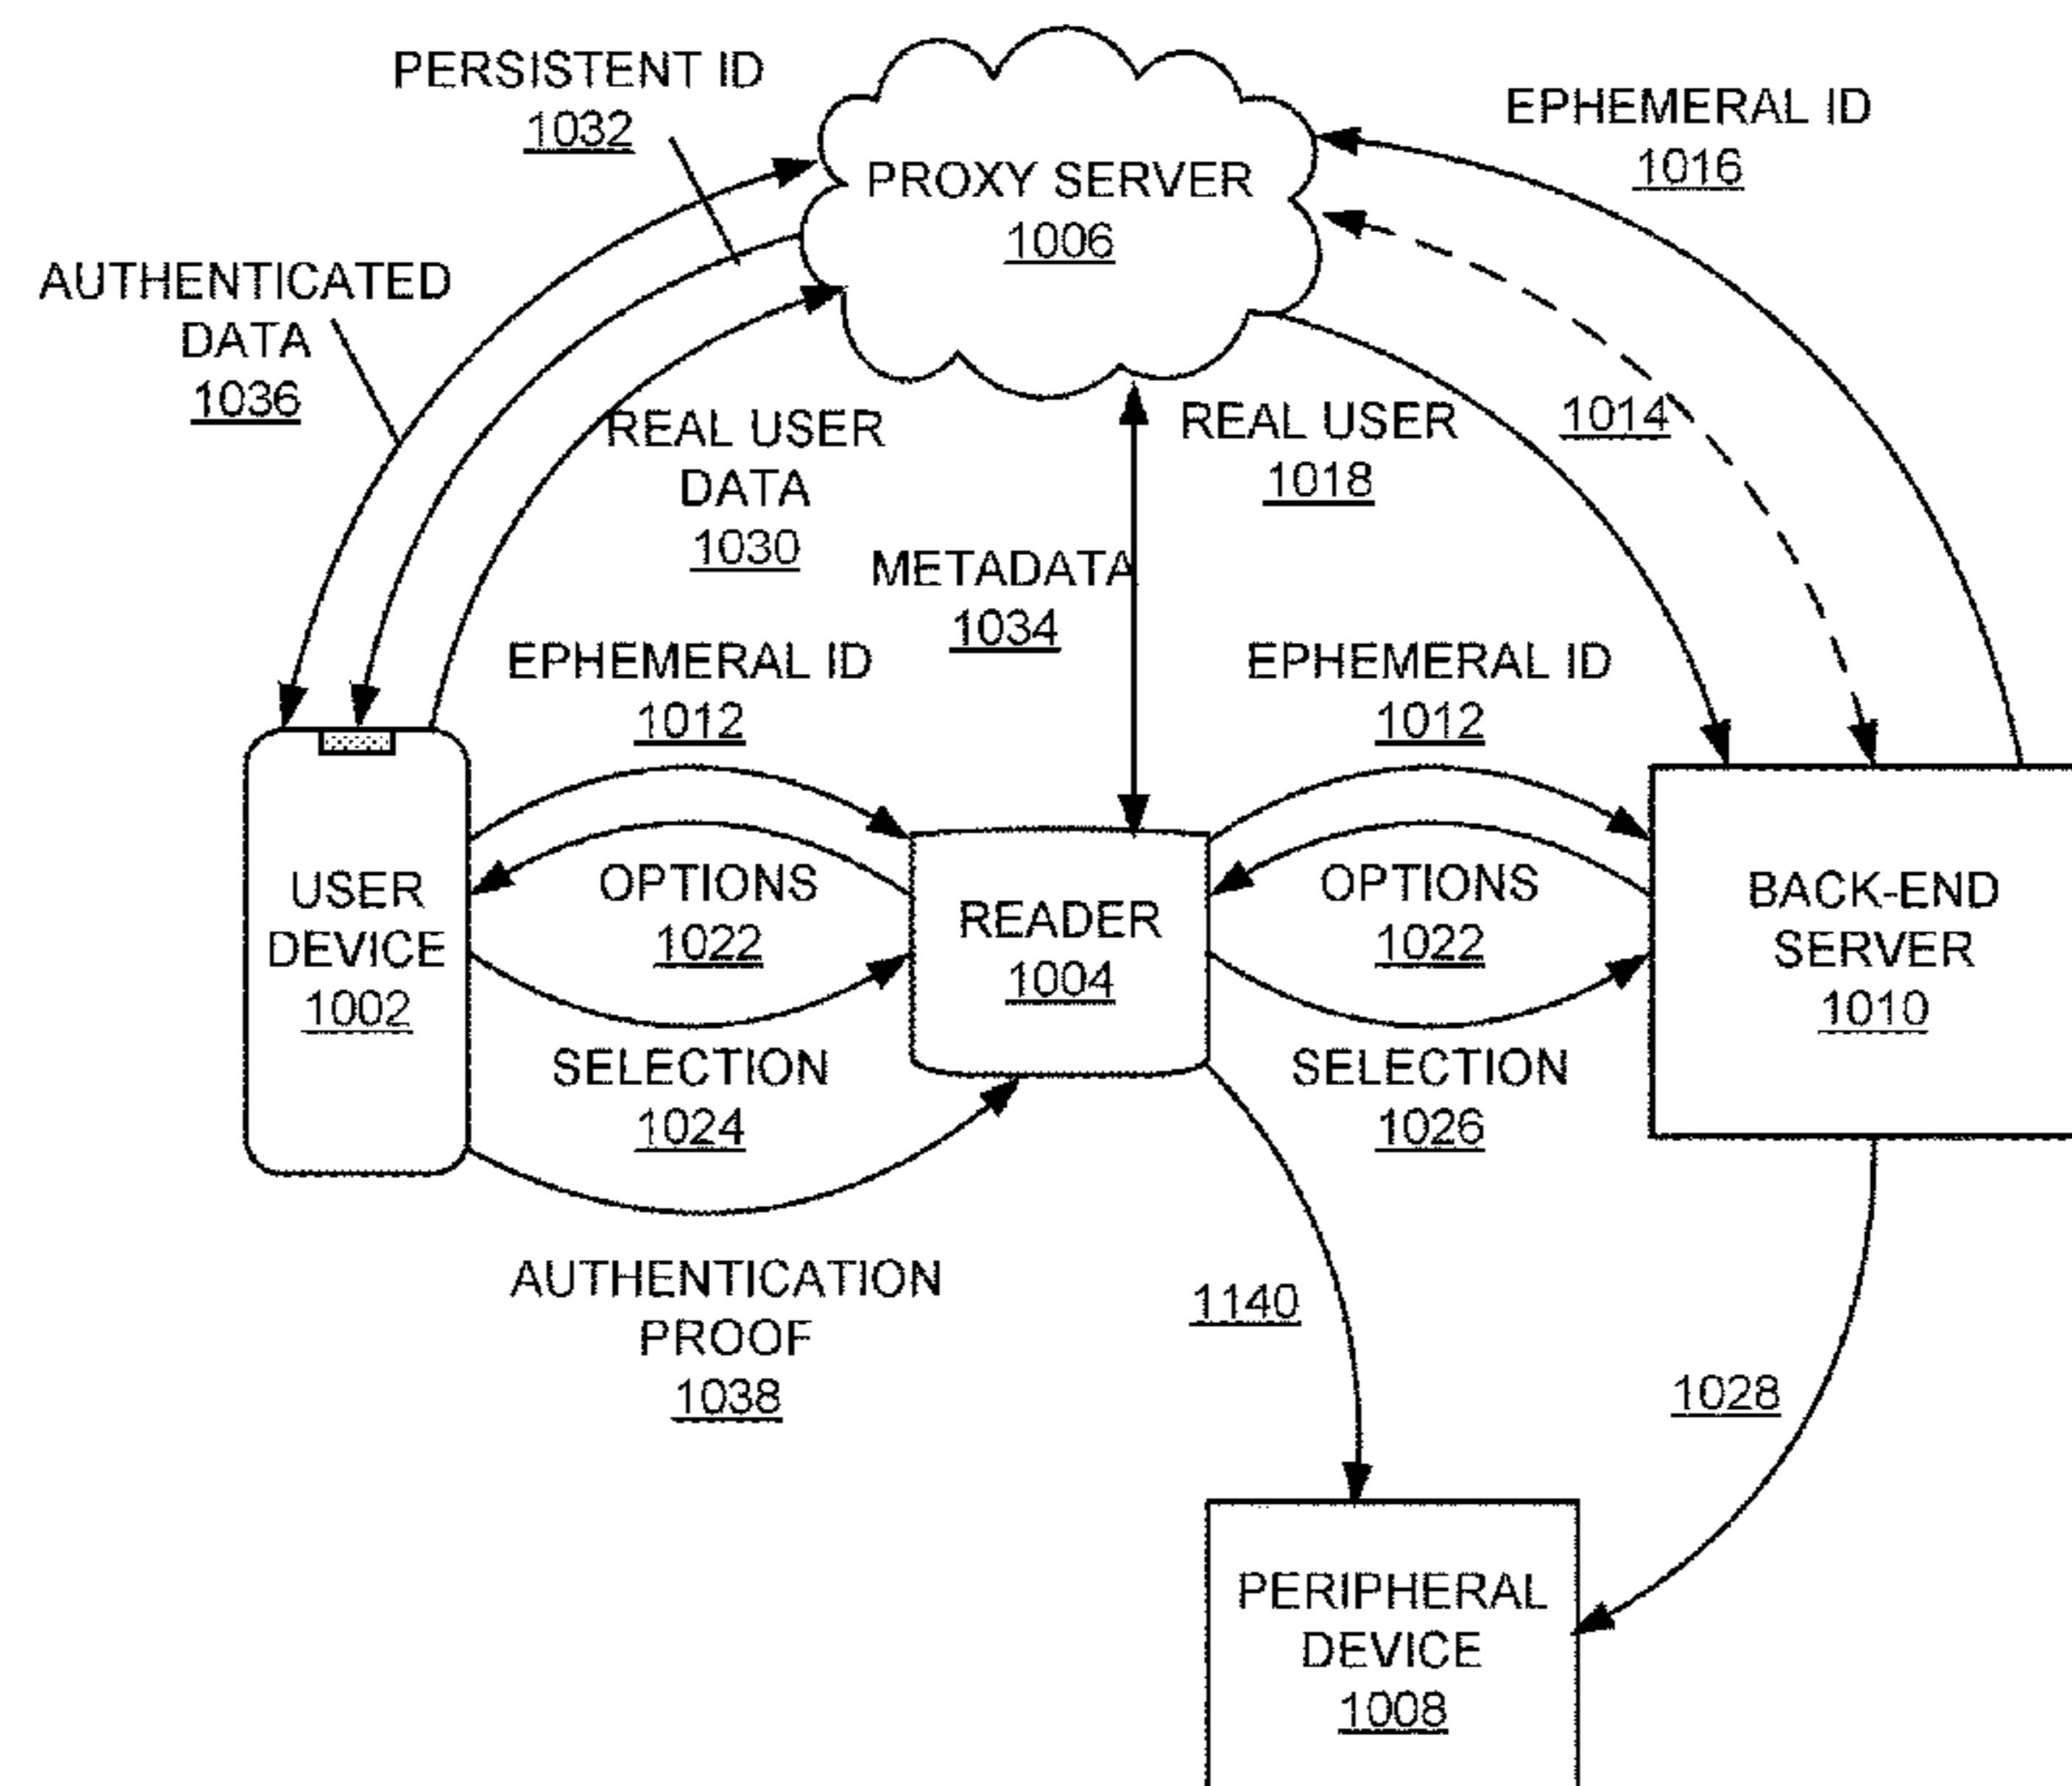 PERSISTENT ID
1032
EPHEMERAL ID
1016
PROXY SERVER
1006
AUTHENTICATED
DATA
1036
REAL USER
DATA
1030
REAL USER
1018
1014
METADATA
1034
EPHEMERAL ID
1012
EPHEMERAL ID
1012
USER
DEVICE
1002
OPTIONS
1022
READER
1004
OPTIONS
1022
BACK-END
SERVER
1010
SELECTION
1024
SELECTION
1026
AUTHENTICATION
PROOF
1038
1140
1028
PERIPHERAL
DEVICE
1008